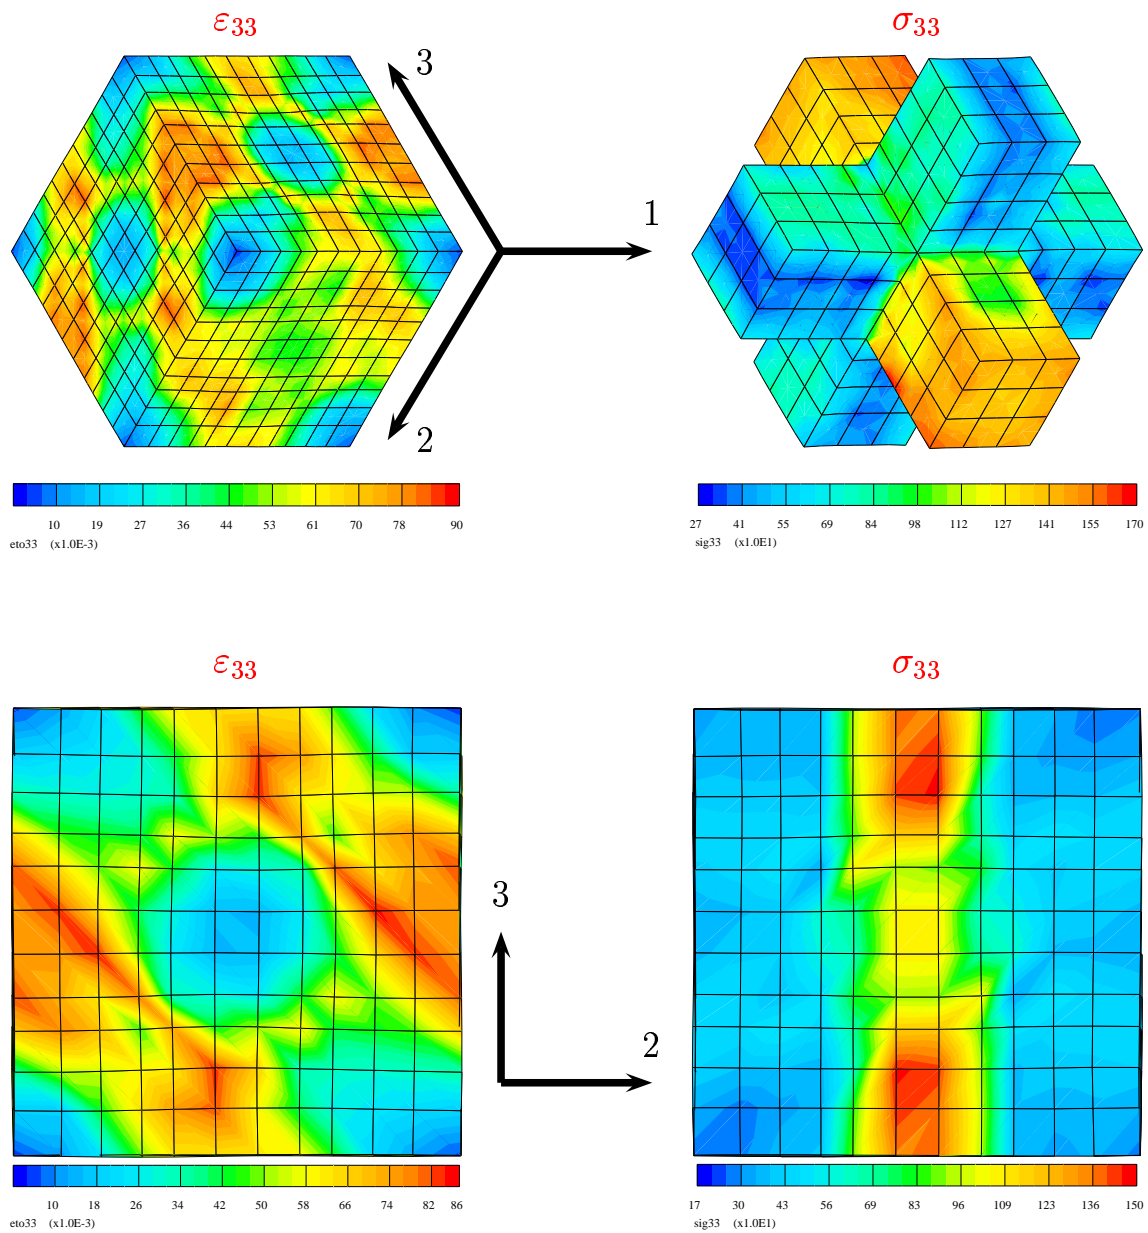 ε33 σ33
3
1
2
10 19 27 36 44 53 61 70 78 90
eto33 (x1.0E-3)
27 41 55 69 84 98 112 127 141 155 170
sig33 (x1.0E1)
ε33 σ33
3
2
10 18 26 34 42 50 58 66 74 82 86
eto33 (x1.0E-3)
17 30 43 56 69 83 96 109 123 136 150
sig33 (x1.0E1)